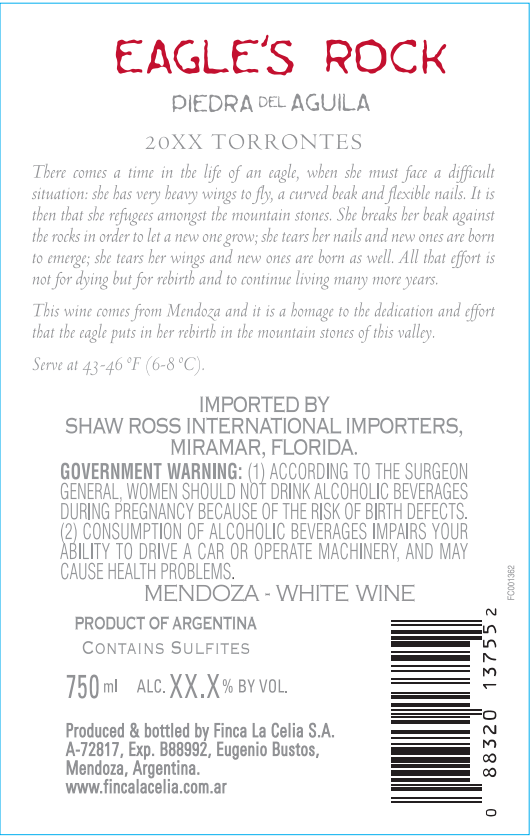 EAGLE'S ROCK
PIEDRA DEL AGUILA
20XX TORRONTES
There comes a time in the life of an eagle, when she must face a difficult
situation: she has very heavy wings to fly, a curved beak and flexible nails. It is
then that she refugees amongst the mountain stones. She breaks her beak against
the rocks in order to let a new one grow; she tears her nails and new ones are born
to emerge; she tears her wings and new ones are born as well. All that effort is
not for dying but for rebirth and to continue living many more years.
This wine comes from Mendoza and it is a homage to the dedication and effort
that the eagle puts in her rebirth in the mountain stones of this valley.
Serve at 43-46 ºF (6-8 ºC).
IMPORTED BY
SHAW ROSS INTERNATIONAL IMPORTERS,
MIRAMAR, FLORIDA.
GOVERNMENT WARNING: (1) ACCORDING TO THE SURGEON
GENERAL, WOMEN SHOULD NOT DRINK ALCOHOLIC BEVERAGES
DURING PREGNANCY BECAUSE OF THE RISK OF BIRTH DEFECTS.
(2) CONSUMPTION OF ALCOHOLIC BEVERAGES IMPAIRS YOUR
ABILITY TO DRIVE A CAR OR OPERATE MACHINERY, AND MAY
CAUSE HEALTH PROBLEMS.
MENDOZA - WHITE WINE
PRODUCT OF ARGENTINA
CONTAINS SULFITES
750 ml ALC. XX.X % BY VOL.
Produced & bottled by Finca La Celia S.A.
A-72817, Exp. B88992, Eugenio Bustos,
Mendoza, Argentina.
www.fincalacelia.com.ar
FC001362
0 88320 13755 2